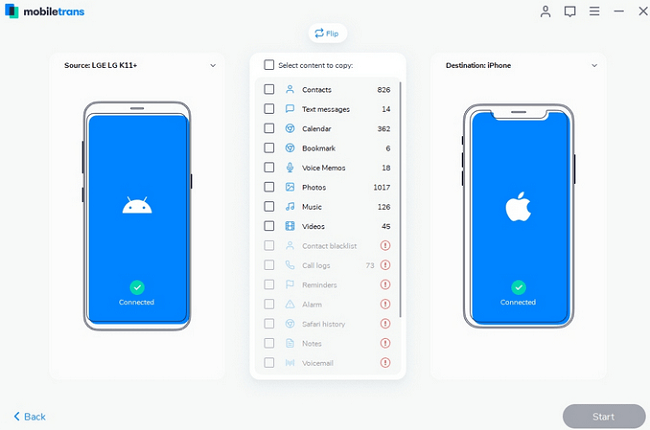 mobiletrans
Flip
Source: LGE LG K11+
Select content to copy:
Destination: iPhone
Contacts 826
Text messages 14
Calendar 362
Bookmark 6
Voice Memos 18
Photos 1017
Music 126
Videos 45
Contact blacklist
Call logs 73
Reminders
Alarm
Safari history
Notes
Voicemail
Connected
Connected
Back
Start